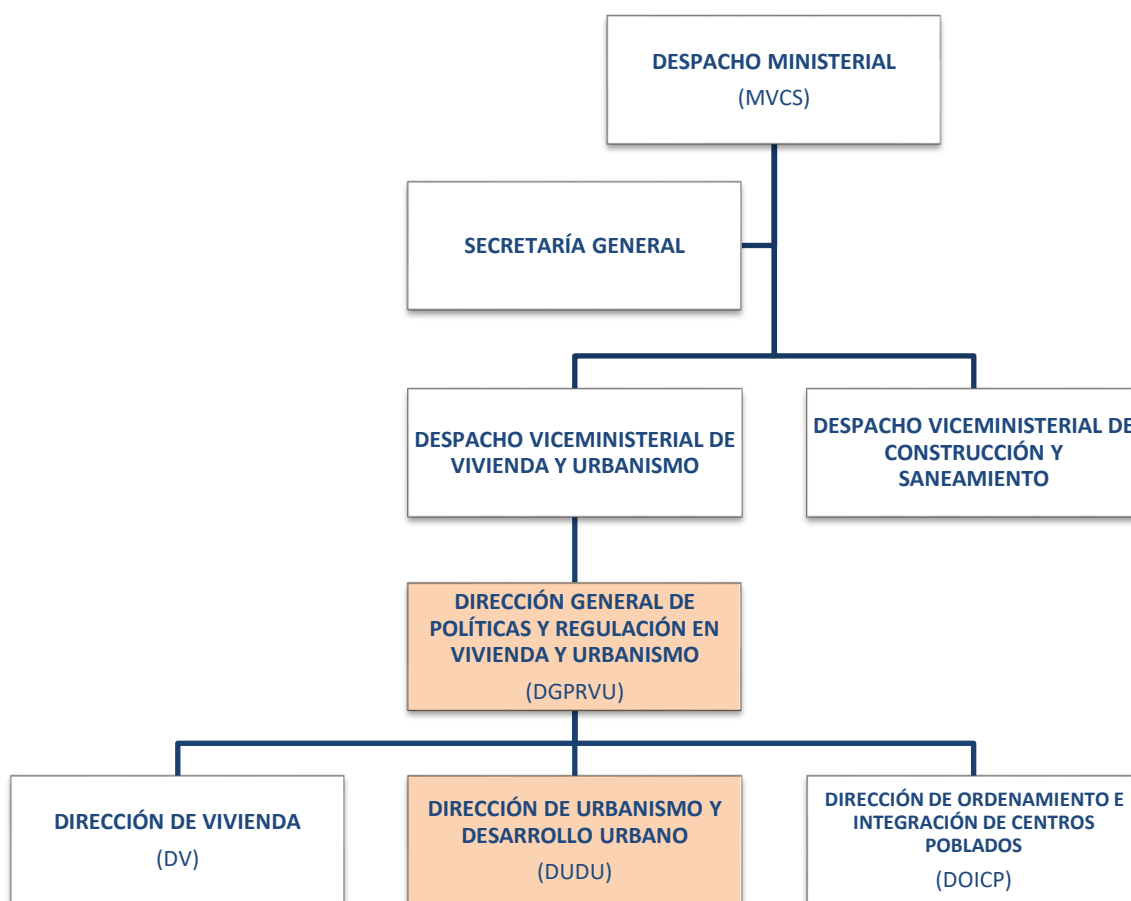 DESPACHO MINISTERIAL
(MVCS)
SECRETARÍA GENERAL
DESPACHO VICEMINISTERIAL DE
VIVIENDA Y URBANISMO
DESPACHO VICEMINISTERIAL DE
CONSTRUCCIÓN Y
SANEAMIENTO
DIRECCIÓN GENERAL DE
POLÍTICAS Y REGULACIÓN EN
VIVIENDA Y URBANISMO
(DGPRVU)
DIRECCIÓN DE VIVIENDA
(DV)
DIRECCIÓN DE URBANISMO Y
DESARROLLO URBANO
(DUDU)
DIRECCIÓN DE ORDENAMIENTO E
INTEGRACIÓN DE CENTROS
POBLADOS
(DOICP)